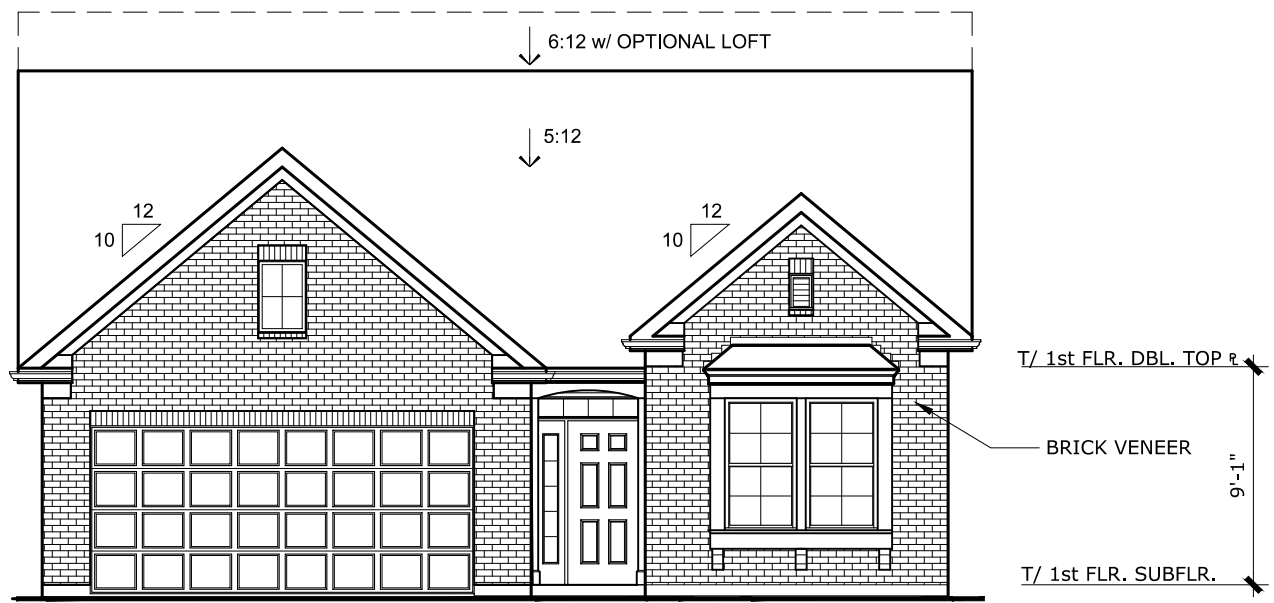 6:12 w/ OPTIONAL LOFT
5:12
12
10
12
10
T/ 1st FLR. DBL. TOP ⅊
BRICK VENEER
9'-1"
T/ 1st FLR. SUBFLR.